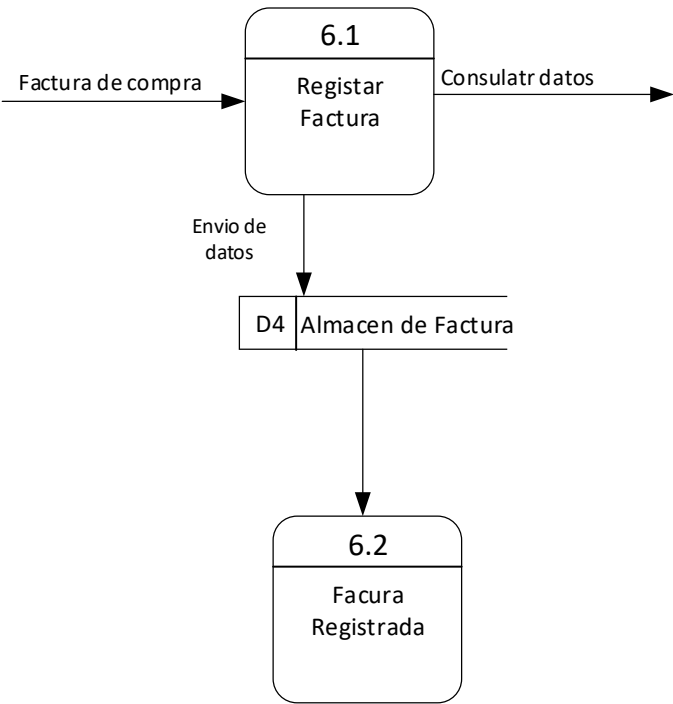 6.1
Factura de compra
Registar
Factura
Consulatr datos
Envio de
datos
D4
Almacen de Factura
6.2
Facura
Registrada